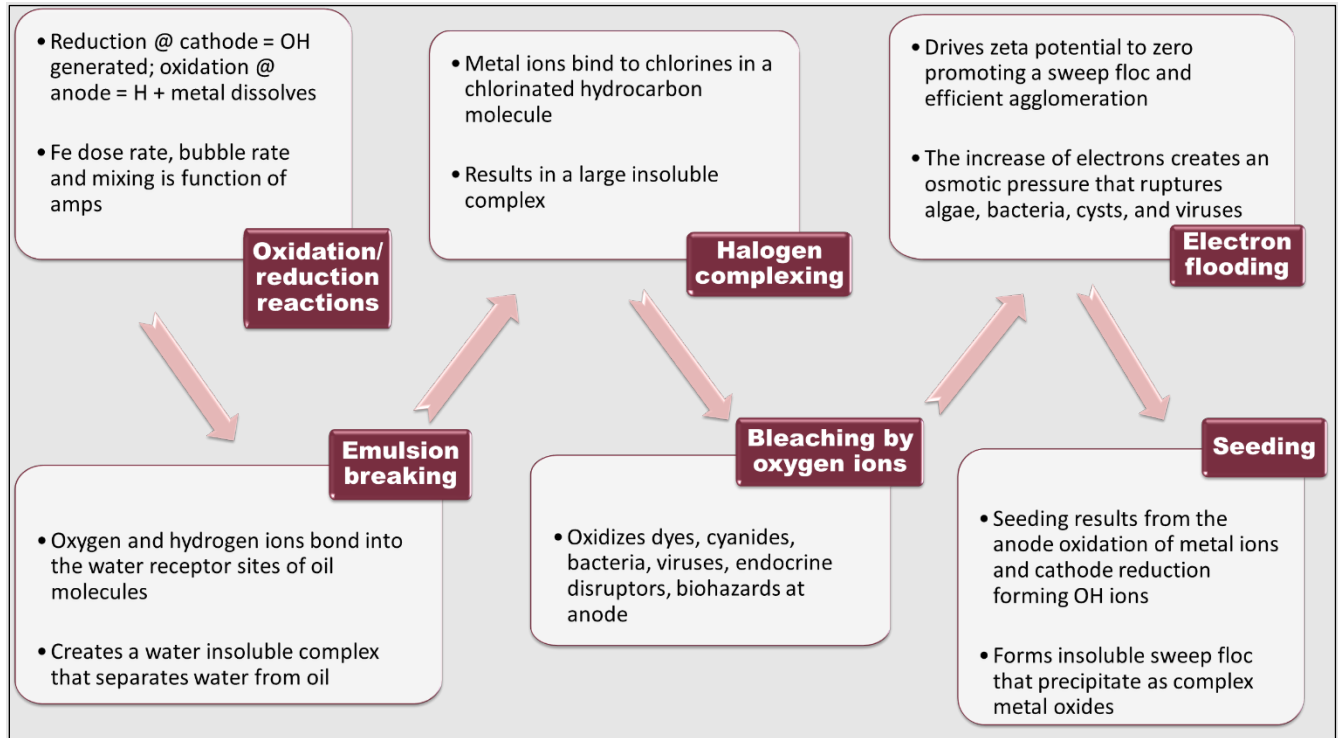 • Reduction @ cathode = OH
generated; oxidation @
anode = H + metal dissolves
• Fe dose rate, bubble rate
and mixing is function of
amps
Oxidation/
reduction
reactions
Emulsion
breaking
• Oxygen and hydrogen ions bond into
the water receptor sites of oil
molecules
• Creates a water insoluble complex
that separates water from oil
• Metal ions bind to chlorines in a
chlorinated hydrocarbon
molecule
• Results in a large insoluble
complex
Halogen
complexing
Bleaching by
oxygen ions
• Oxidizes dyes, cyanides,
bacteria, viruses, endocrine
disruptors, biohazards at
anode
• Drives zeta potential to zero
promoting a sweep floc and
efficient agglomeration
• The increase of electrons creates an
osmotic pressure that ruptures
algae, bacteria, cysts, and viruses
Electron
flooding
Seeding
• Seeding results from the
anode oxidation of metal ions
and cathode reduction
forming OH ions
• Forms insoluble sweep floc
that precipitate as complex
metal oxides